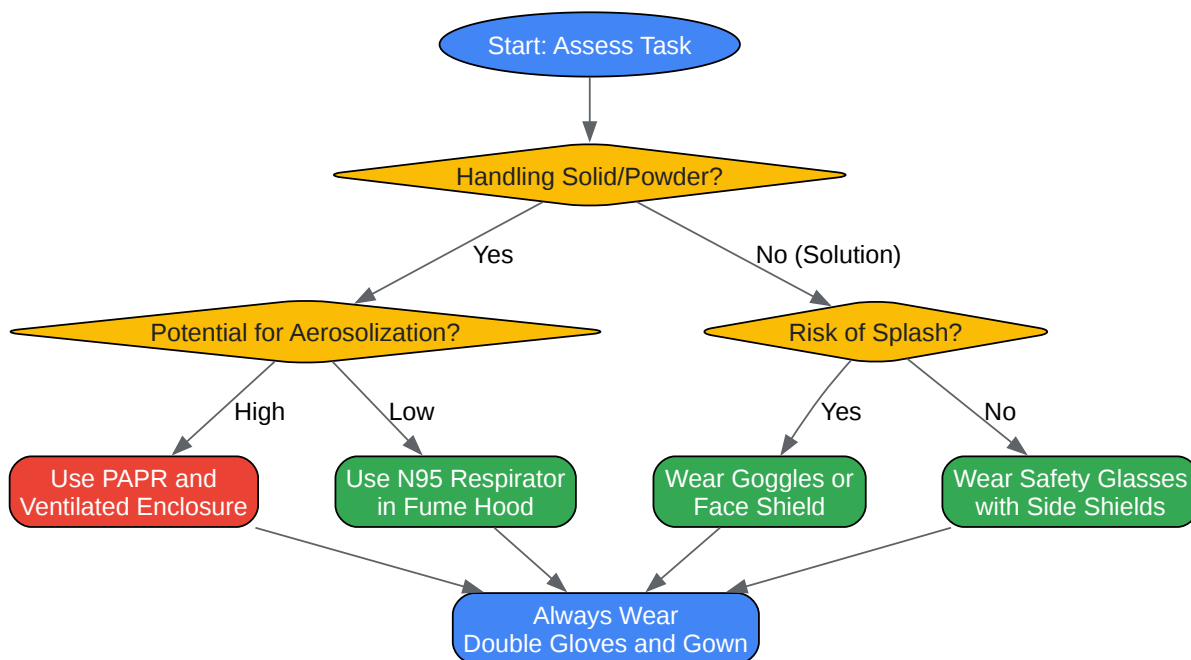 Start: Assess Task
Handling Solid/Powder?
Yes
No (Solution)
Potential for Aerosolization?
Risk of Splash?
High
Low
Yes
No
Use PAPR and
Ventilated Enclosure
Use N95 Respirator
in Fume Hood
Wear Goggles or
Face Shield
Wear Safety Glasses
with Side Shields
Always Wear
Double Gloves and Gown